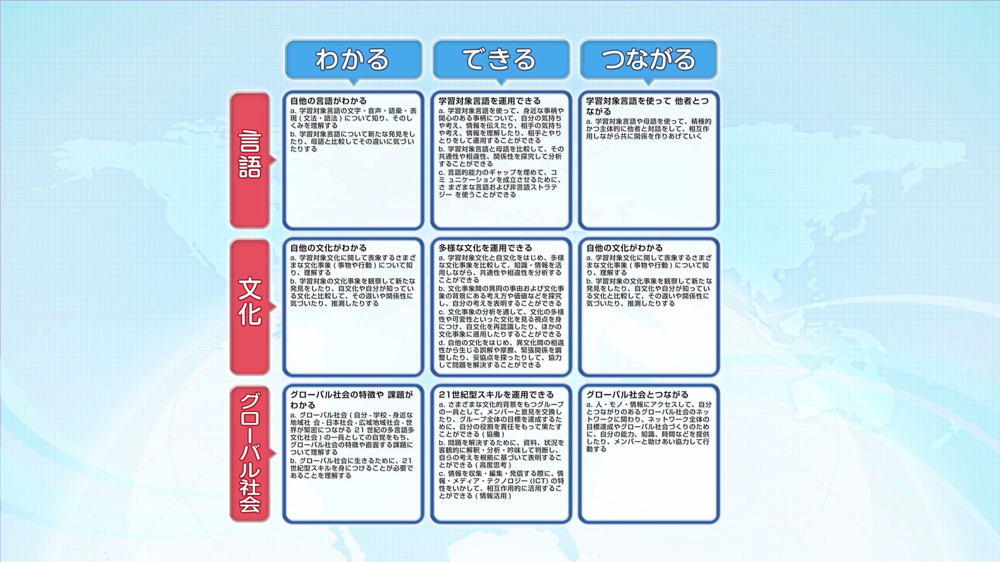 わかる
できる
つながる
言語
自他の言語がわかる
a. 学習対象言語の文字・音声・語彙・表
現 ( 文法・語法 ) について知り、そのし
くみを理解する
b. 学習対象言語について新たな発見をし
たり、母語と比較してその違いに気づい
たりする
学習対象言語を運用できる
a. 学習対象言語を使って、身近な事柄や
関心のある事柄について、自分の気持ち
や考え、情報を伝えたり、相手の気持ち
や考え、情報を理解したり、相手とやり
とりをして運用することができる
b. 学習対象言語と母語を比較して、その
共通性や相違性、関係性を探究して分析
することができる
c. 言語的能力のギャップを埋めて、コ
ミ ュニケーションを成立させるために、
さ まざまな言語および非言語ストラテ
ジー を使うことができる
学習対象言語を使って 他者とつ
ながる
a. 学習対象言語や母語を使って、積極的
かつ主体的に他者と対話をして、相互作
用しながら共に関係を作りあげていく
文化
自他の文化がわかる
a. 学習対象文化に関して表象するさまざ
まな文化事象 ( 事物や行動 ) について知
り、理解する
b. 学習対象の文化事象を観察して新たな
発見をしたり、自文化や自分が知ってい
る文化と比較して、その違いや関係性に
気づいたり、推測したりする
多様な文化を運用できる
a. 学習対象文化と自文化をはじめ、多様
な文化事象を比較して、知識・情報を活
用しながら、共通性や相違性を分析する
ことができる
b. 文化事象間の異同の事由および文化事
象の背景にある考え方や価値などを探究
し、自分の考えを表明することができる
c. 文化事象の分析を通して、文化の多様
性や可変性といった文化を見る視点を身
につけ、自文化を再認識したり、ほかの
文化事象に適用したりすることができる
d. 自他の文化をはじめ、異文化間の相違
性から生じる誤解や摩擦、緊張関係を調
整したり、妥協点を探ったりして、協力
して問題を解決することができる
自他の文化がわかる
a. 学習対象文化に関して表象するさまざ
まな文化事象 ( 事物や行動 ) について知
り、理解する
b. 学習対象の文化事象を観察して新たな
発見をしたり、自文化や自分が知ってい
る文化と比較して、その違いや関係性に
気づいたり、推測したりする
グローバル社会
グローバル社会の特徴や 課題が
わかる
a. グローバル社会 ( 自分 - 学校 - 身近な
地域社 会 - 日本社会 - 広域地域社会 - 世
界が緊密につながる 21 世紀の多言語多
文化社会 ) の一員としての自覚をもち、
グローバル社会の特徴や直面する課題に
ついて理解する
b. グローバル社会に生きるために、21
世紀型スキルを身につけることが必要で
あることを理解する
21世紀型スキルを運用できる
a. さまざまな文化的背景をもつグループ
の一員として、メンバーと意見を交換し
たり、グループ全体の目標を達成するた
めに、自分の役割を責任をもって果たす
ことができる ( 協働 )
b. 問題を解決するために、資料、状況を
客観的に解釈・分析・吟味して判断し、
自らの考えを根拠に基づいて表明するこ
とができる ( 高度思考 )
c. 情報を収集・編集・発信する際に、情
報・メディア・テクノロジー (ICT) の特
性をいかして、相互作用的に活用するこ
とができる ( 情報活用 )
グローバル社会とつながる
a. 人・モノ・情報にアクセスして、自分
とつながりのあるグローバル社会のネッ
トワークに関わり、ネットワーク全体の
目標達成やグローバル社会づくりのため
に、自分の能力、知識、時間などを提供
したり、メンバーと助けあい協力して行
動する